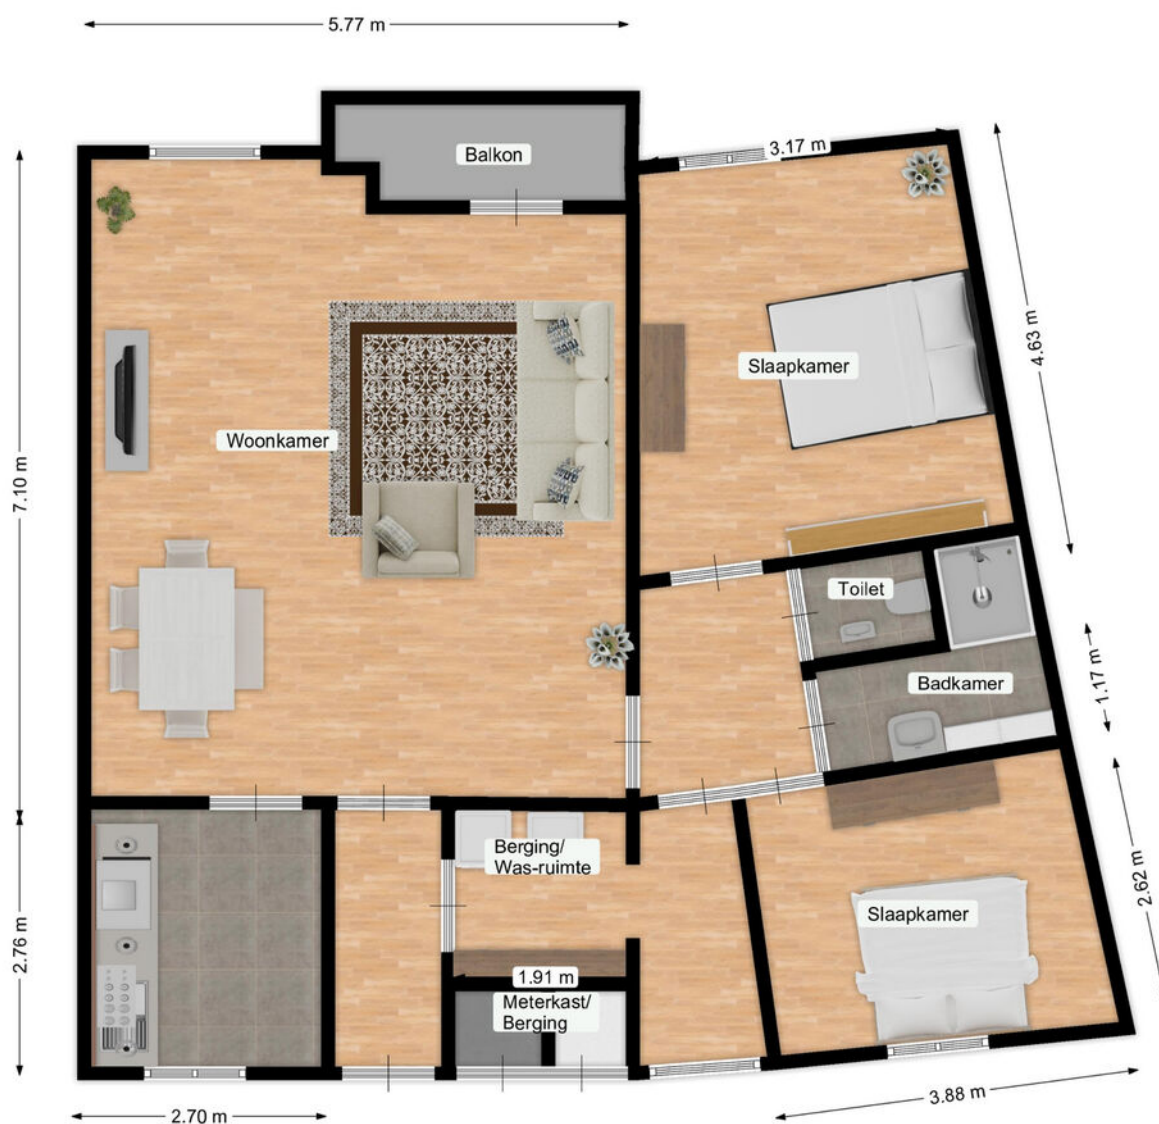 5.77 m
3.17 m
Balkon
4.63 m
Slaapkamer
Woonkamer
7.10 m
Toilet
Badkamer
1.17 m
Berging/
Was-ruimte
2.62 m
Slaapkamer
2.76 m
1.91 m
Meterkast/
Berging
3.88 m
2.70 m